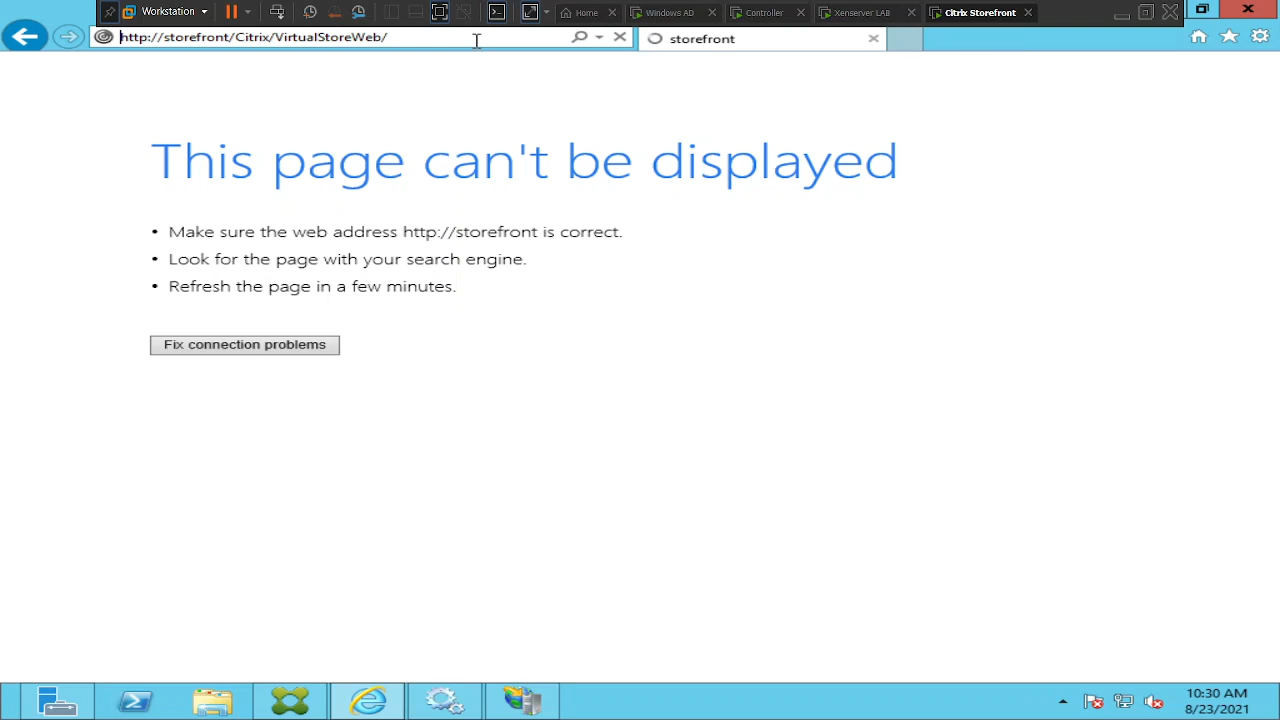 Workstation
Home
Windows AD
Controller
Xenserver LAB
Citrix Storefront
http://storefront/Citrix/VirtualStoreWeb/
storefront
This page can't be displayed
• Make sure the web address http://storefront is correct.
• Look for the page with your search engine.
• Refresh the page in a few minutes.
Fix connection problems
10:30 AM
8/23/2021